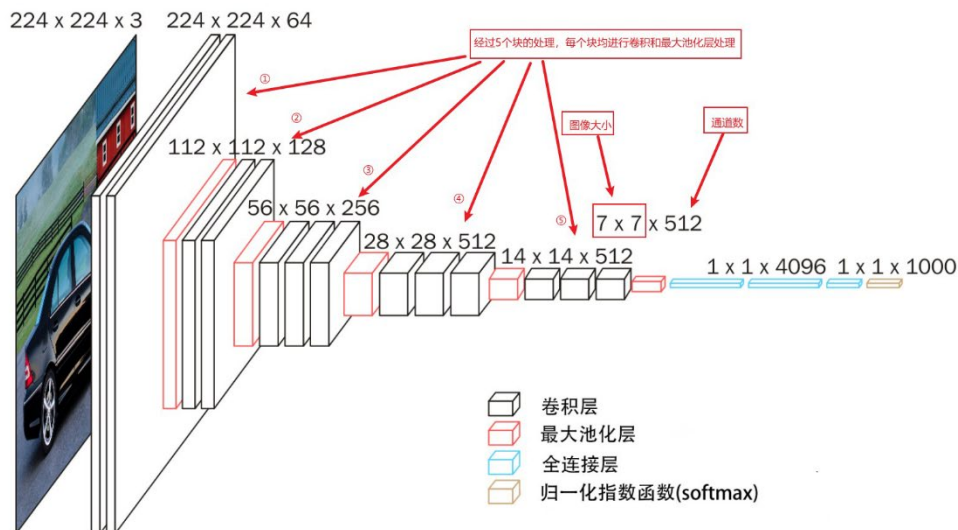 224 x 224 x 3
224 x 224 x 64
经过5个块的处理，每个块均进行卷积和最大池化层处理
①
②
图像大小
通道数
112 x 112 x 128
③
56 x 56 x 256
④
⑤
7 x 7 x 512
28 x 28 x 512
14 x 14 x 512
1 x 1 x 4096
1 x 1 x 1000
卷积层
最大池化层
全连接层
归一化指数函数(softmax)